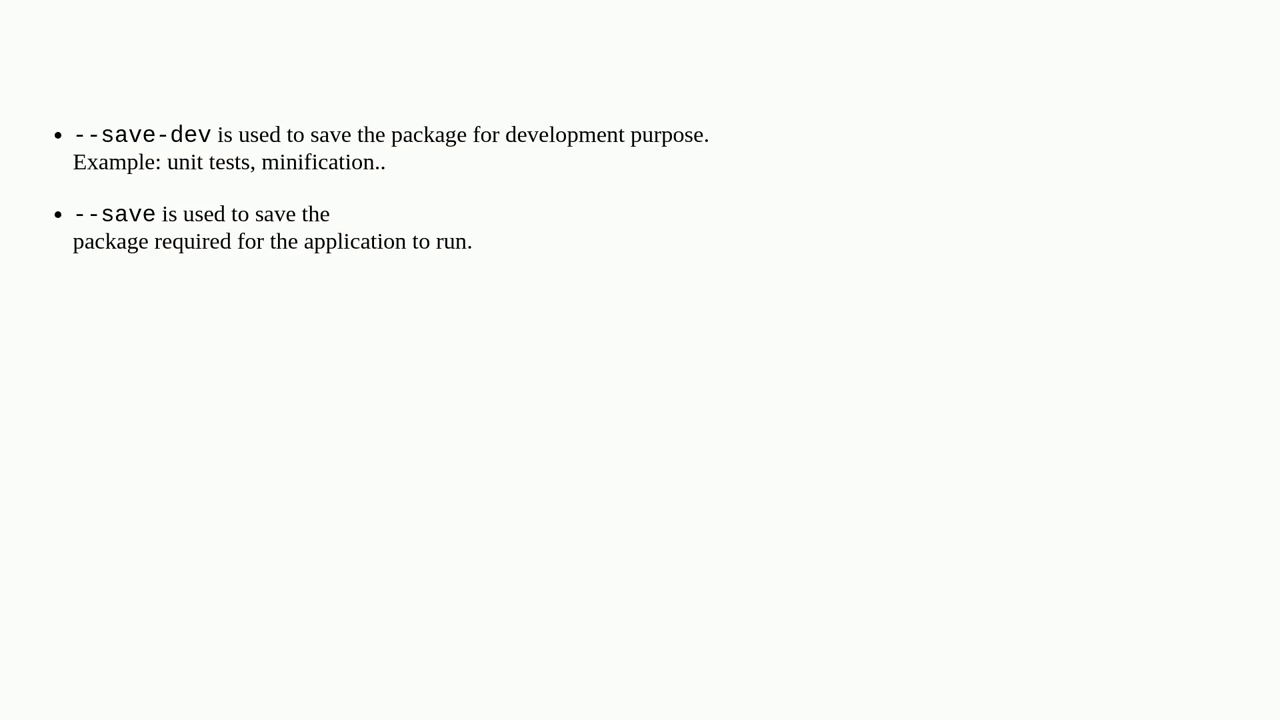 • --save-dev is used to save the package for development purpose.
Example: unit tests, minification..
• --save is used to save the
package required for the application to run.